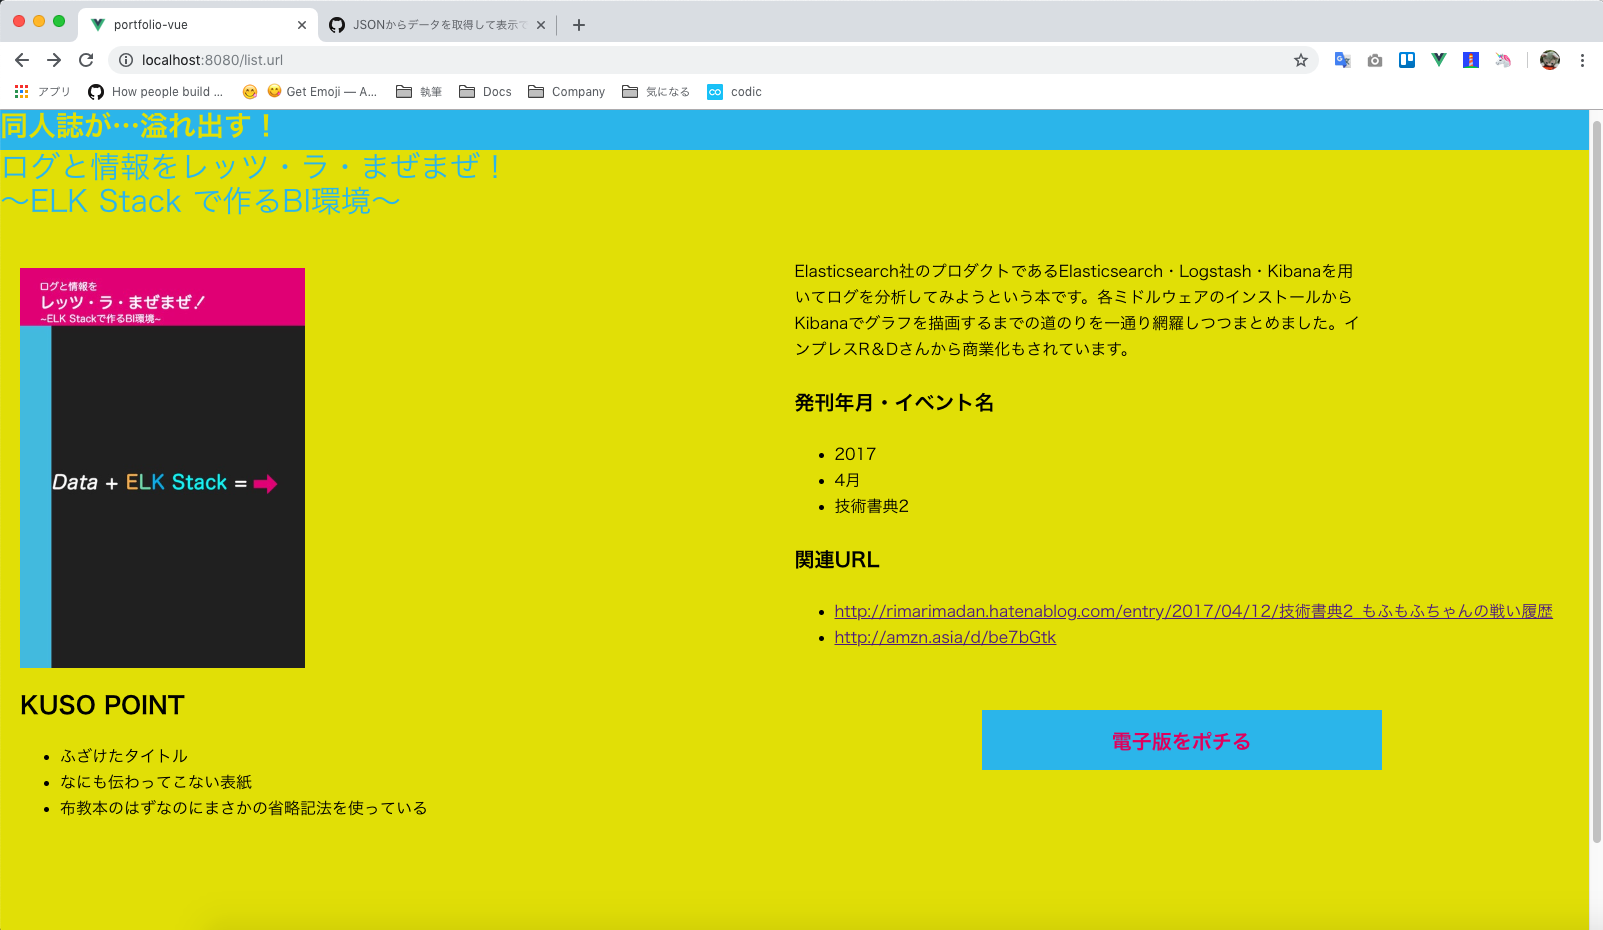 portfolio-vue
JSONからデータを取得して表示で
localhost:8080/list.url
アプリ
How people build ...
Get Emoji — A...
執筆
Docs
Company
気になる
codic
同人誌が…溢れ出す！
ログと情報をレッツ・ラ・まぜまぜ！
〜ELK Stack で作るBI環境〜
ログと情報を
レッツ・ラ・まぜまぜ！
~ELK Stackで作るBI環境~
Data + ELK Stack =
KUSO POINT
ふざけたタイトル
なにも伝わってこない表紙
布教本のはずなのにまさかの省略記法を使っている
Elasticsearch社のプロダクトであるElasticsearch・Logstash・Kibanaを用
いてログを分析してみようという本です。各ミドルウェアのインストールから
Kibanaでグラフを描画するまでの道のりを一通り網羅しつつまとめました。イ
ンプレスR＆Dさんから商業化もされています。
発刊年月・イベント名
2017
4月
技術書典2
関連URL
http://rimarimadan.hatenablog.com/entry/2017/04/12/技術書典2_もふもふちゃんの戦い履歴
http://amzn.asia/d/be7bGtk
電子版をポチる